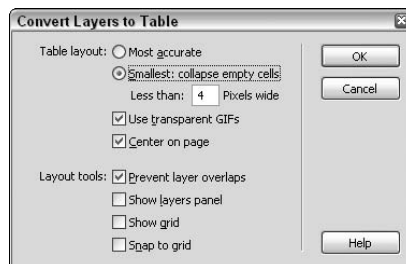 Convert Layers to Table
Table layout: Most accurate
Smallest: collapse empty cells
Less than: 4 Pixels wide
Use transparent GIFs
Center on page
Layout tools: Prevent layer overlaps
Show layers panel
Show grid
Snap to grid
OK
Cancel
Help